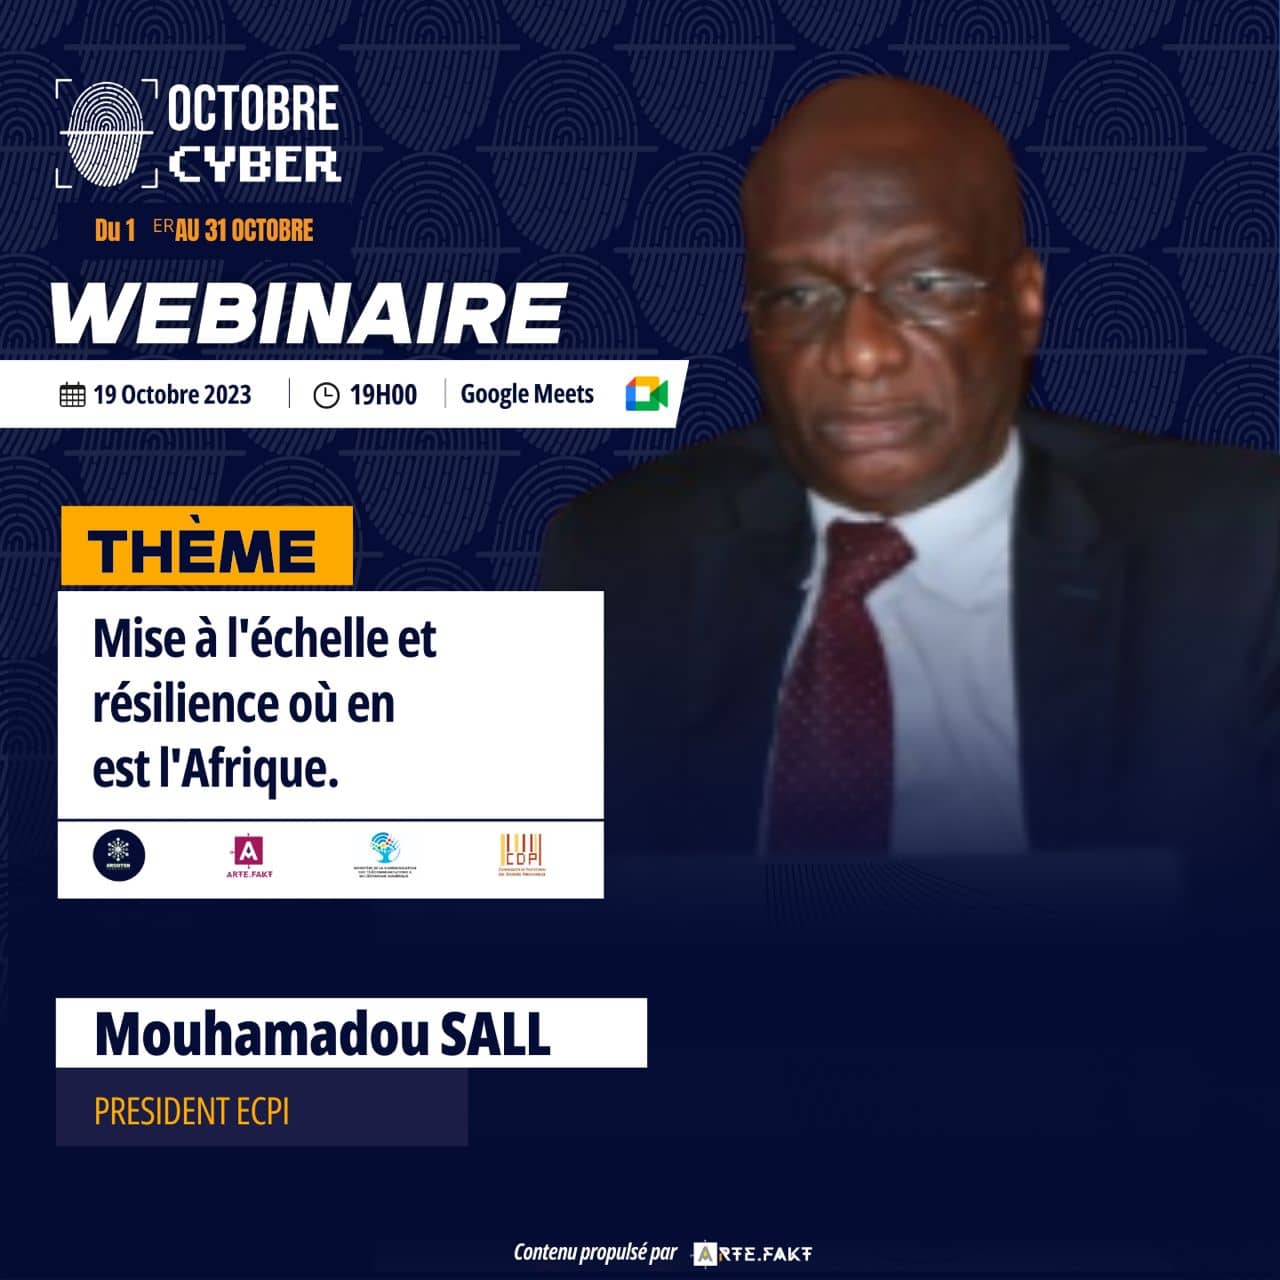 OCTOBRE
CYBER
Du 1 ER AU 31 OCTOBRE
WEBINAIRE
19 Octobre 2023 19H00 Google Meets
THÈME
Mise à l'échelle et
résilience où en
est l'Afrique.
ARTE.FAKT
CDP
Mouhamadou SALL
PRESIDENT ECPI
Contenu propulsé par ARTE.FAKT